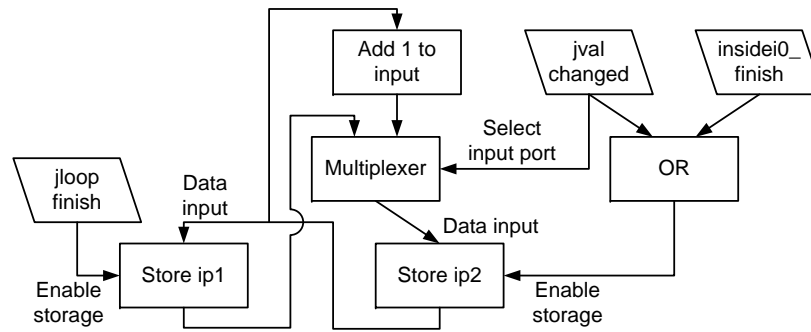 Add 1 to
input
jval
changed
insidei0_
finish
Select
input port
Multiplexer
OR
jloop
finish
Data
input
Data input
Store ip1
Store ip2
Enable
storage
Enable
storage